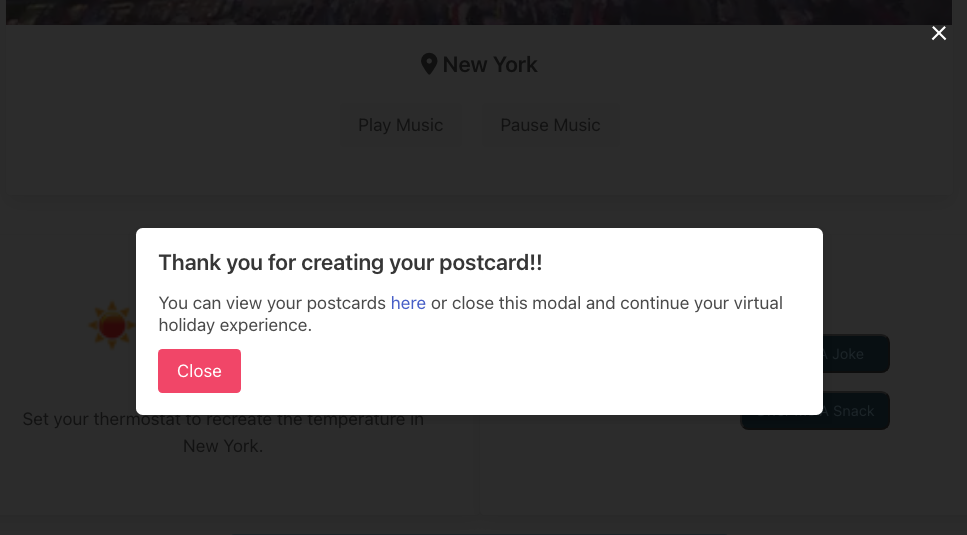 New York
Play Music
Pause Music
Thank you for creating your postcard!!
You can view your postcards here or close this modal and continue your virtual
holiday experience.
Close
A Joke
A Snack
Set your thermostat to recreate the temperature in
New York.